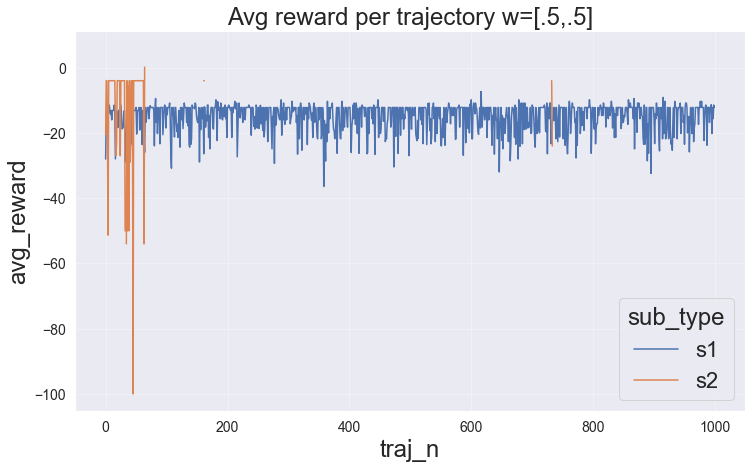 Avg reward per trajectory w=[.5,.5]
avg_reward
0
−20
−40
−60
−80
−100
0
200
400
600
800
1000
traj_n
sub_type
s1
s2